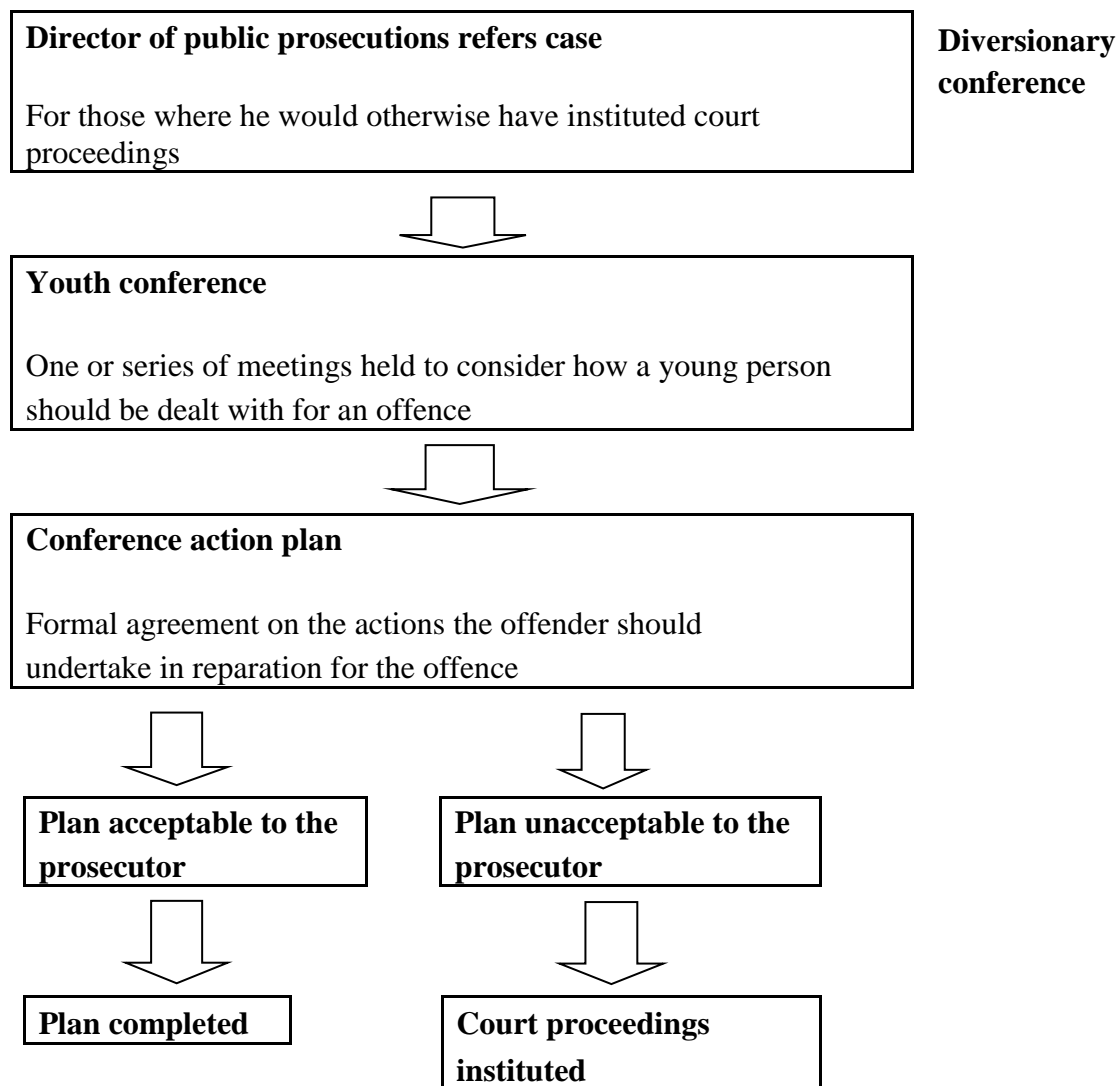 Director of public prosecutions refers case
For those where he would otherwise have instituted court
proceedings
Diversionary
conference
Youth conference
One or series of meetings held to consider how a young person
should be dealt with for an offence
Conference action plan
Formal agreement on the actions the offender should
undertake in reparation for the offence
Plan acceptable to the
prosecutor
Plan unacceptable to the
prosecutor
Plan completed
Court proceedings
instituted